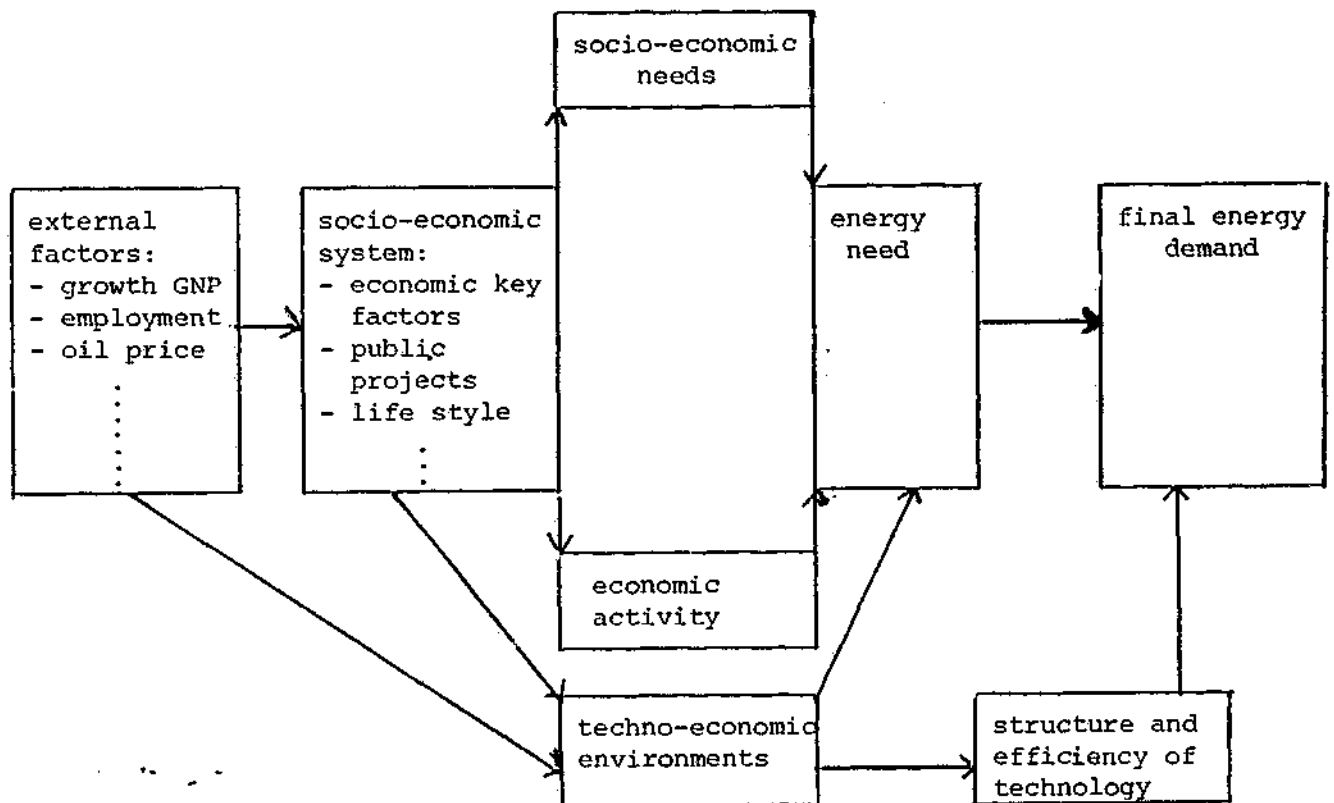 socio-economic
needs
external
factors:
- growth GNP
- employment
- oil price
socio-economic
system:
- economic key
factors
- public
projects
- life style
energy
need
final energy
demand
economic
activity
techno-economic
environments
structure and
efficiency of
technology